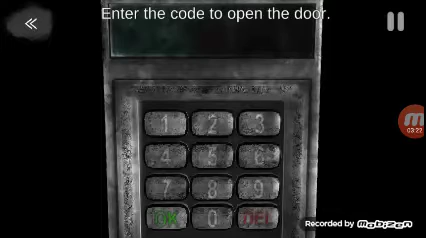 Enter the code to open the door.
03:22
1 2 3
4 5 6
7 8 9
OK 0 DEL
Recorded by Mobizen